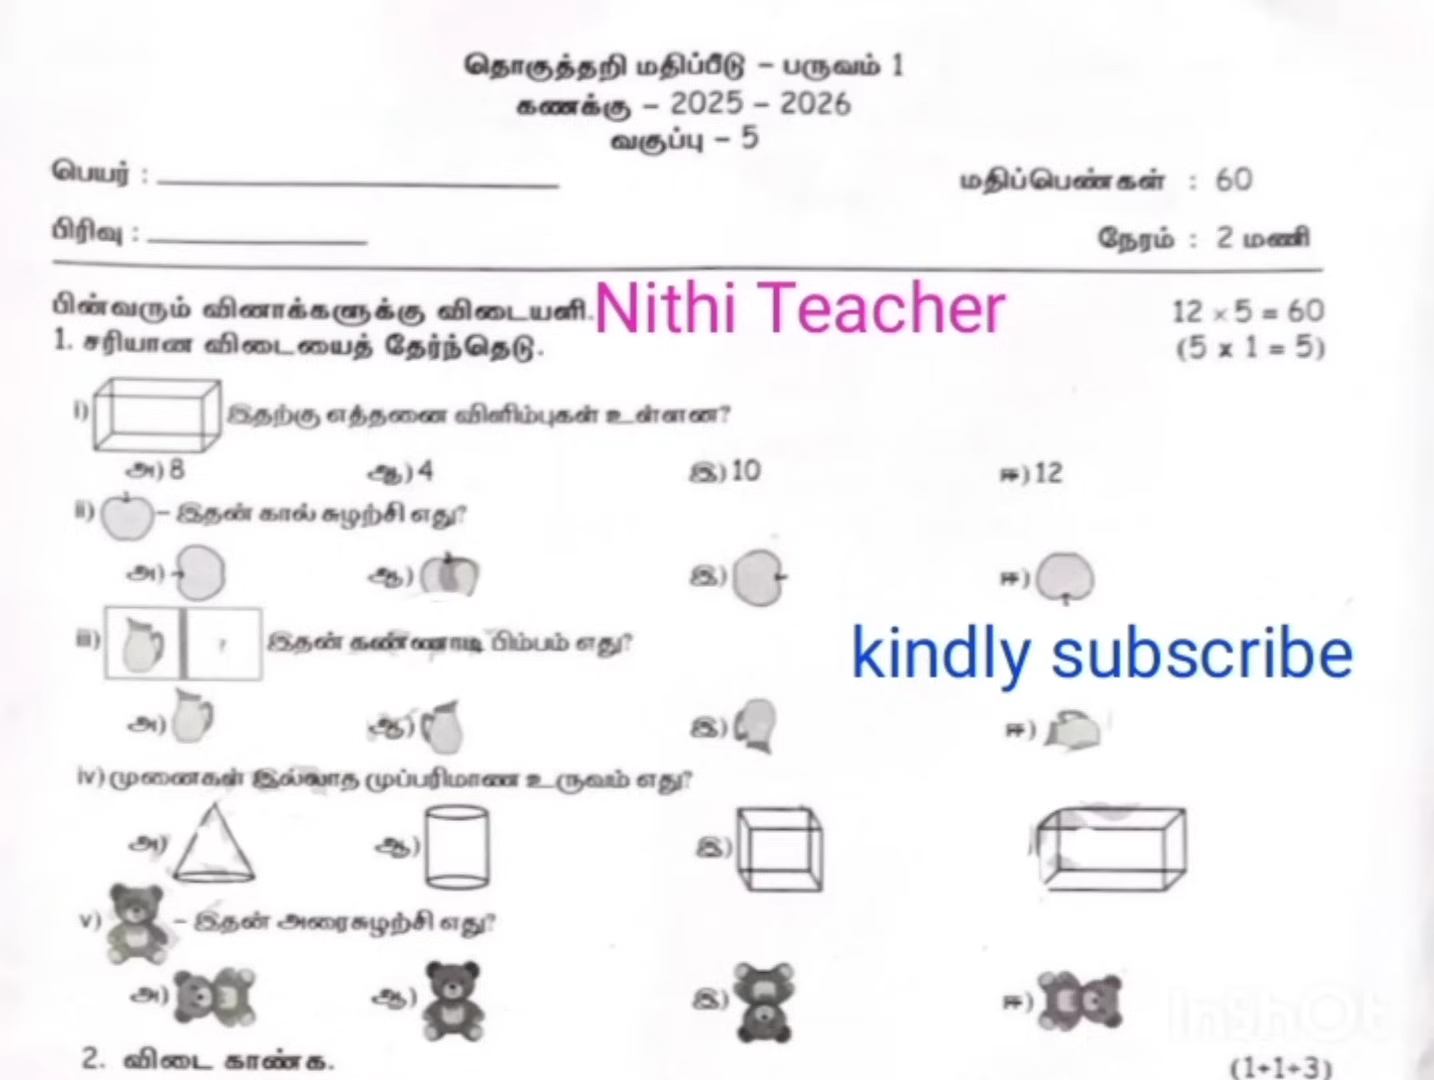 தொகுத்தறி மதிப்பீடு – பருவம் 1
கணக்கு – 2025 – 2026
வகுப்பு – 5
பெயர் :
மதிப்பெண்கள் : 60
பிரிவு :
நேரம் : 2 மணி
பின்வரும் வினாக்களுக்கு விடையளி. Nithi Teacher 12 × 5 = 60
1. சரியான விடையைத் தேர்ந்தெடு. (5 x 1 = 5)
i) இதற்கு எத்தனை விளிம்புகள் உள்ளன?
அ) 8 ஆ) 4 இ) 10 ஈ) 12
ii) – இதன் கால் சுழற்சி எது?
அ) ஆ) இ) ஈ)
iii) ? இதன் கண்ணாடி பிம்பம் எது?
kindly subscribe
அ) ஆ) இ) ஈ)
iv) முனைகள் இல்லாத முப்பரிமாண உருவம் எது?
அ) ஆ) இ)
v) – இதன் அரைசுழற்சி எது?
அ) ஆ) இ) ஈ)
InShOt
2. விடை காண்க. (1+1+3)